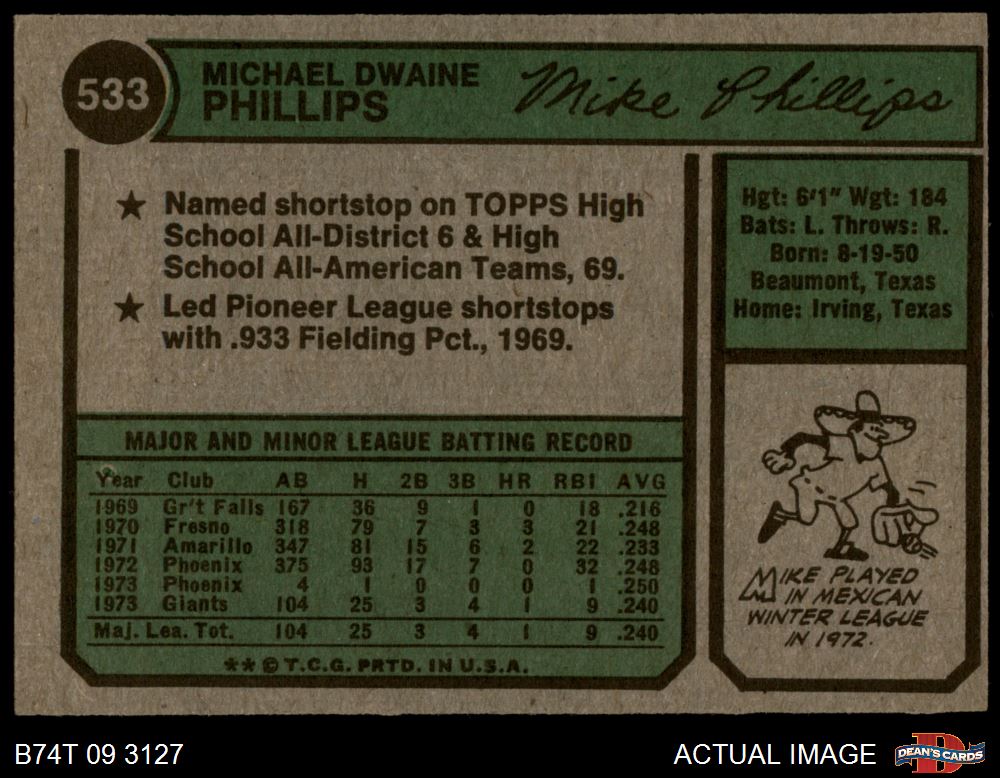 533
MICHAEL DWAINE
PHILLIPS
Mike Phillips
★ Named shortstop on TOPPS High
School All-District 6 & High
School All-American Teams, 69.
★ Led Pioneer League shortstops
with .933 Fielding Pct., 1969.
Hgt: 6'1" Wgt: 184
Bats: L. Throws: R.
Born: 8-19-50
Beaumont, Texas
Home: Irving, Texas
MAJOR AND MINOR LEAGUE BATTING RECORD
Year Club AB H 2B 3B HR RBI AVG
1969 Gr't Falls 167 36 9 1 0 18 .216
1970 Fresno 318 79 7 3 3 21 .248
1971 Amarillo 347 81 15 6 2 22 .233
1972 Phoenix 375 93 17 7 0 32 .248
1973 Phoenix 4 1 0 0 0 1 .250
1973 Giants 104 25 3 4 1 9 .240
Maj. Lea. Tot. 104 25 3 4 1 9 .240
**©T.C.G. PRTD. IN U.S.A.
MIKE PLAYED
IN MEXICAN
WINTER LEAGUE
IN 1972.
B74T 09 3127
ACTUAL IMAGE
DEAN'S CARDS